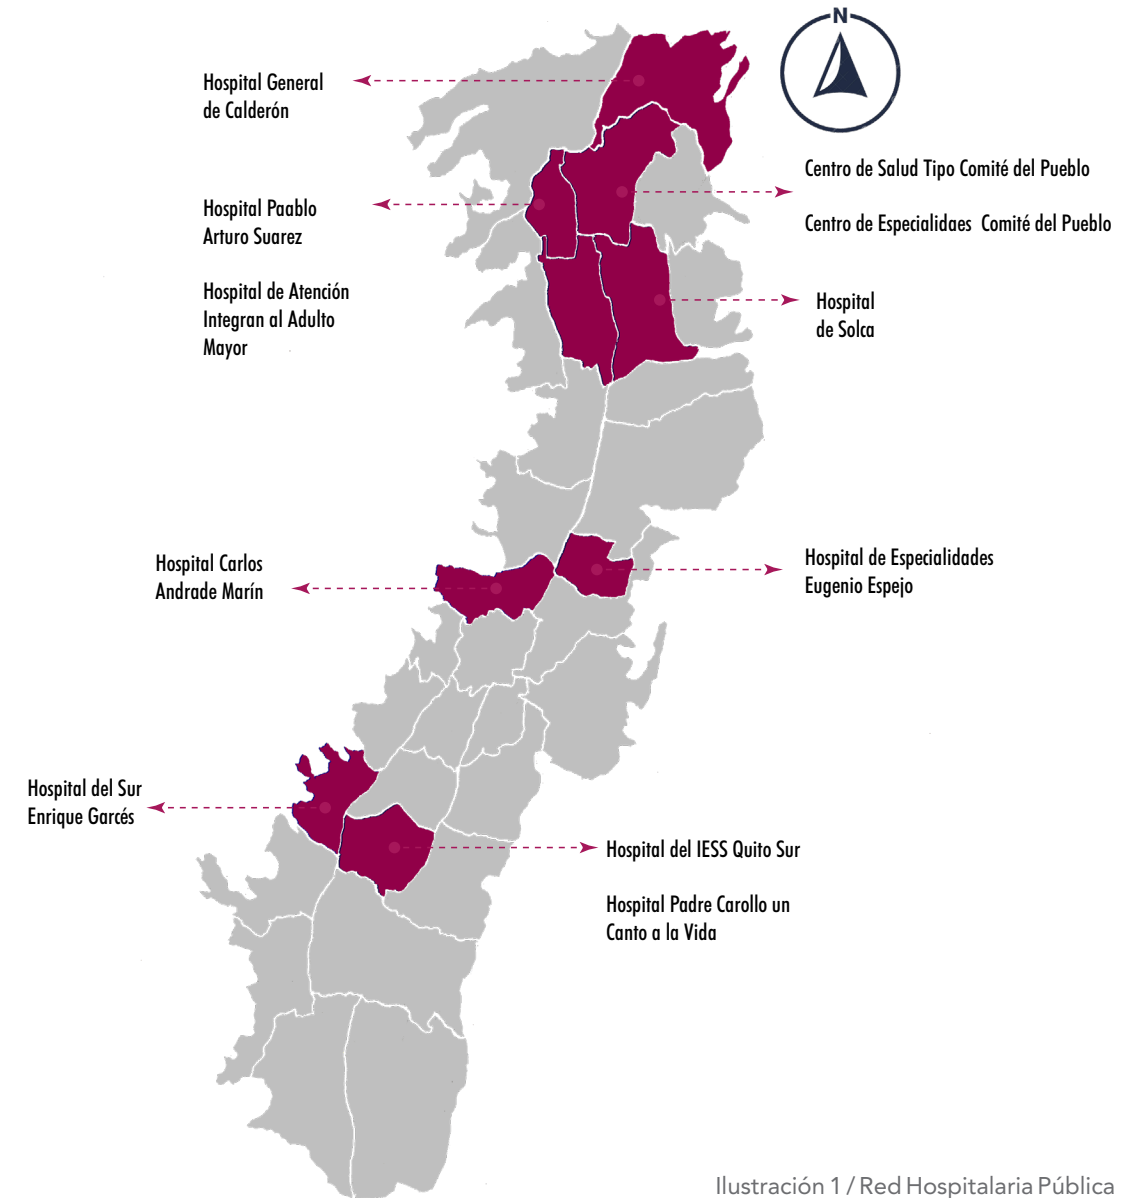 N
Hospital General
de Calderón
Centro de Salud Tipo Comité del Pueblo
Centro de Especialidaes Comité del Pueblo
Hospital Paablo
Arturo Suarez
Hospital de Atención
Integran al Adulto
Mayor
Hospital
de Solca
Hospital Carlos
Andrade Marín
Hospital de Especialidades
Eugenio Espejo
Hospital del Sur
Enrique Garcés
Hospital del IESS Quito Sur
Hospital Padre Carollo un
Canto a la Vida
Ilustración 1 / Red Hospitalaria Pública